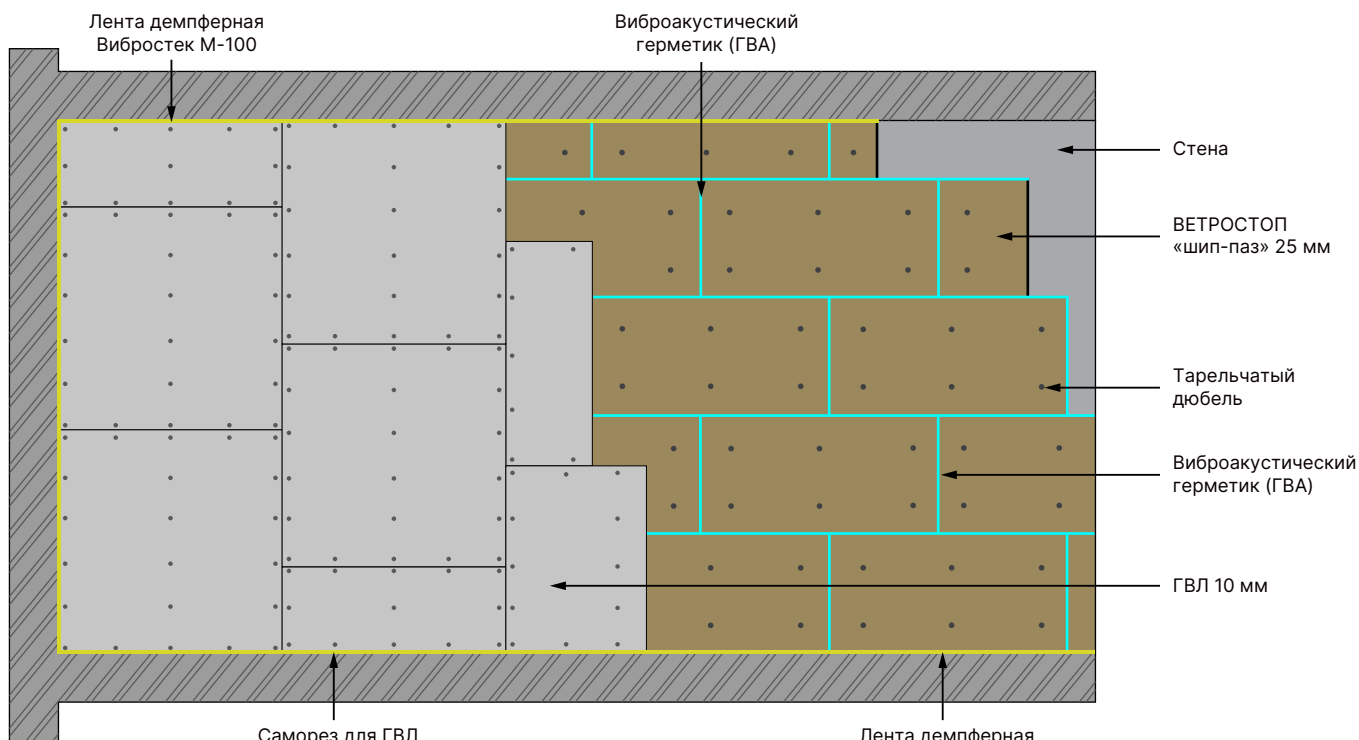 Лента демпферная
Вибростек М-100
Виброакустический
герметик (ГВА)
Стена
ВЕТРОСТОП
«шип-паз» 25 мм
Тарельчатый
дюбель
Виброакустический
герметик (ГВА)
ГВЛ 10 мм
Саморез для ГВЛ
Лента демпферная